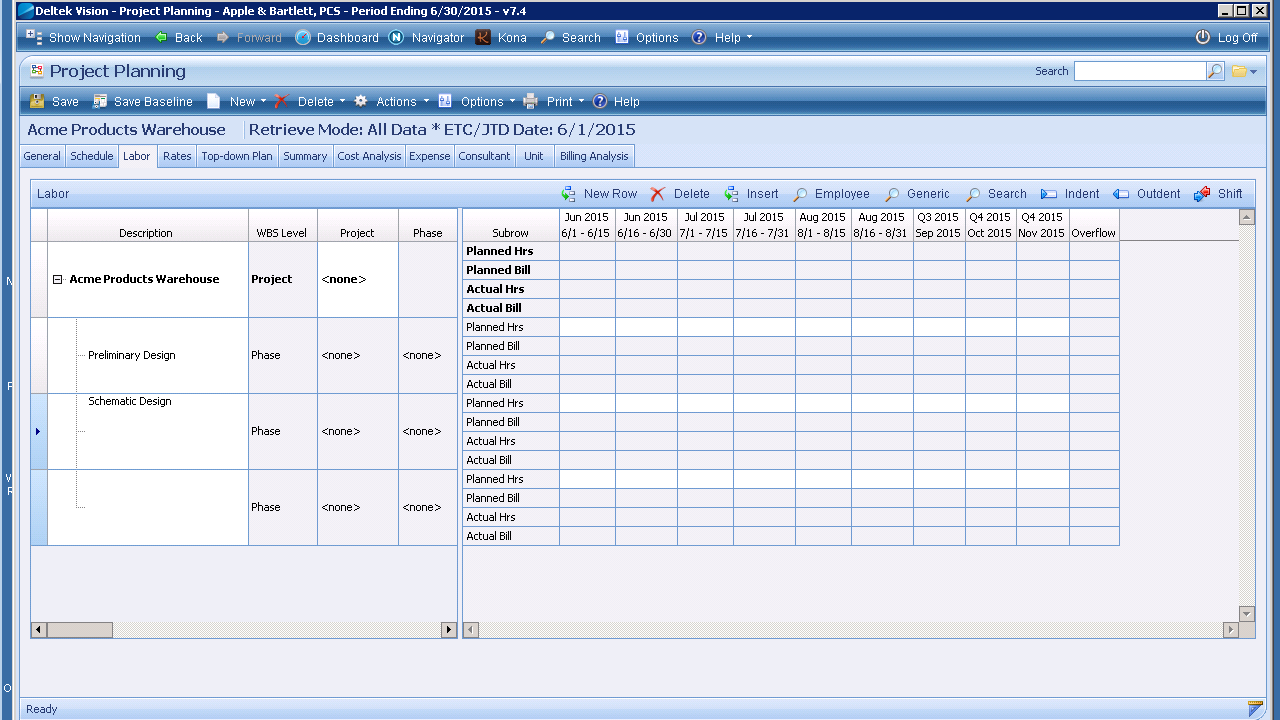 Deltek Vision - Project Planning - Apple & Bartlett, PCS - Period Ending 6/30/2015 - v7.4
Show Navigation Back Forward Dashboard Navigator Kona Search Options Help Log Off
Project Planning Search
Save Save Baseline New Delete Actions Options Print Help
Acme Products Warehouse Retrieve Mode: All Data * ETC/JTD Date: 6/1/2015
General Schedule Labor Rates Top-down Plan Summary Cost Analysis Expense Consultant Unit Billing Analysis
Labor New Row Delete Insert Employee Generic Search Indent Outdent Shift
Jun 2015 Jun 2015 Jul 2015 Jul 2015 Aug 2015 Aug 2015 Q3 2015 Q4 2015 Q4 2015
Description WBS Level Project Phase Subrow 6/1 - 6/15 6/16 - 6/30 7/1 - 7/15 7/16 - 7/31 8/1 - 8/15 8/16 - 8/31 Sep 2015 Oct 2015 Nov 2015 Overflow
Planned Hrs
Planned Bill
Acme Products Warehouse Project <none>
Actual Hrs
Actual Bill
Planned Hrs
Planned Bill
Preliminary Design Phase <none> <none>
Actual Hrs
Actual Bill
Schematic Design Planned Hrs
Planned Bill
Phase <none> <none>
Actual Hrs
Actual Bill
Planned Hrs
Planned Bill
Phase <none> <none>
Actual Hrs
Actual Bill
Ready